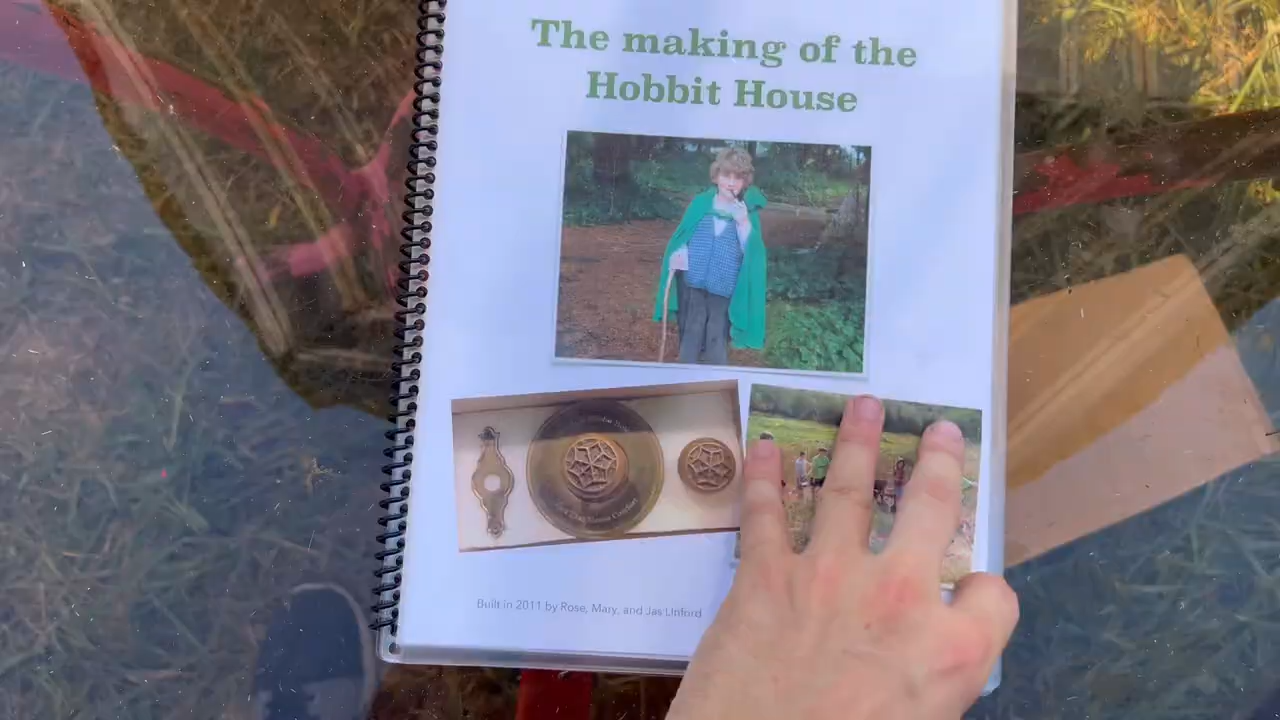 The making of the
Hobbit House
Built in 2011 by Rose, Mary, and Jas Linford